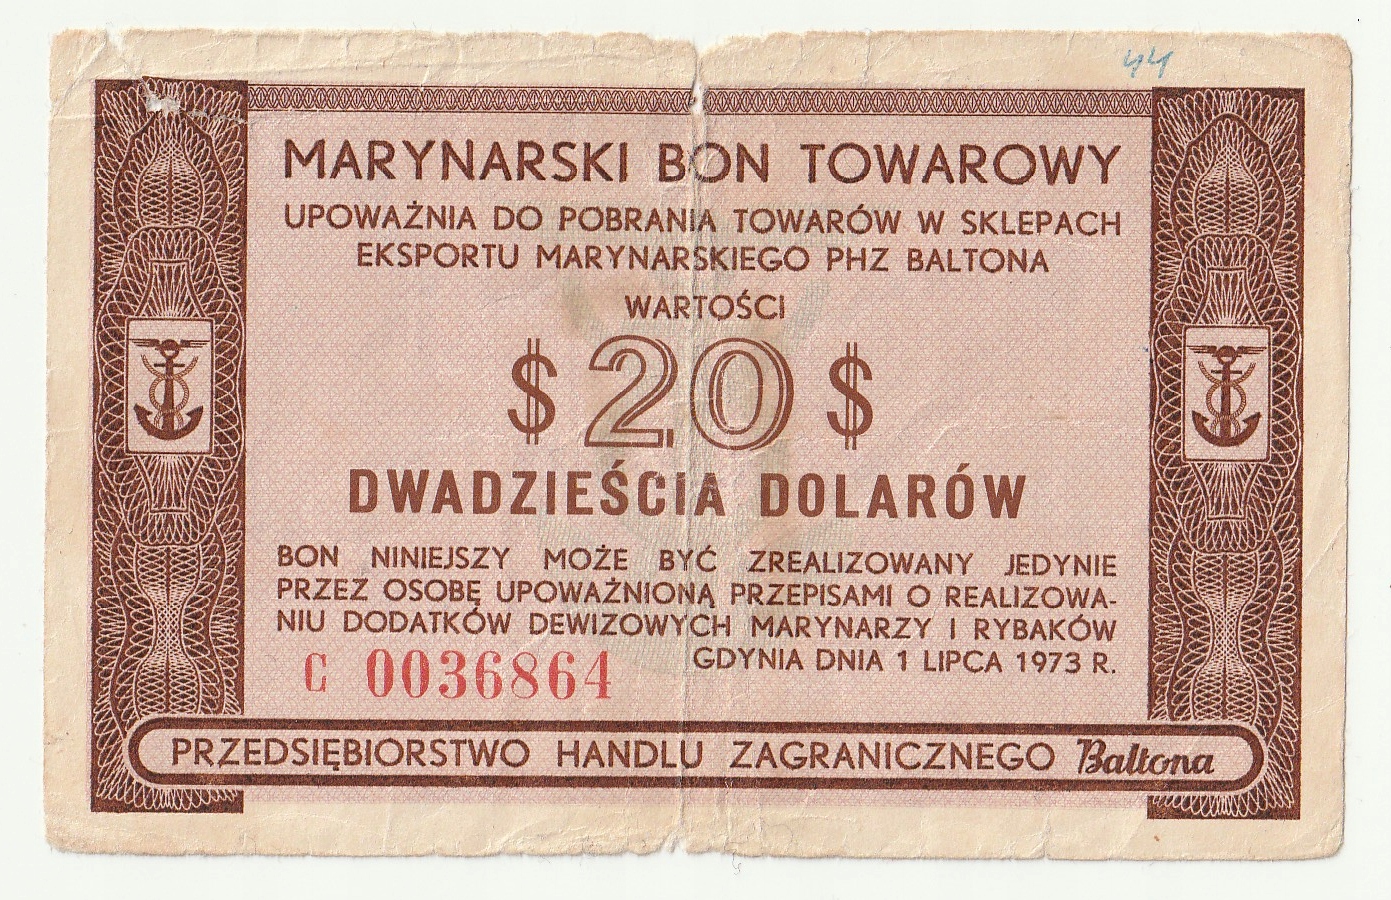 44
MARYNARSKI BON TOWAROWY
UPOWAŻNIA DO POBRANIA TOWARÓW W SKLEPACH
EKSPORTU MARYNARSKIEGO PHZ BALTONA
WARTOŚCI
$ 20 $
DWADZIEŚCIA DOLARÓW
BON NINIEJSZY MOŻE BYĆ ZREALIZOWANY JEDYNIE
PRZEZ OSOBĘ UPOWAŻNIONĄ PRZEPISAMI O REALIZOWA-
NIU DODATKÓW DEWIZOWYCH MARYNARZY I RYBAKÓW
C 0036864 GDYNIA DNIA 1 LIPCA 1973 R.
PRZEDSIĘBIORSTWO HANDLU ZAGRANICZNEGO Baltona